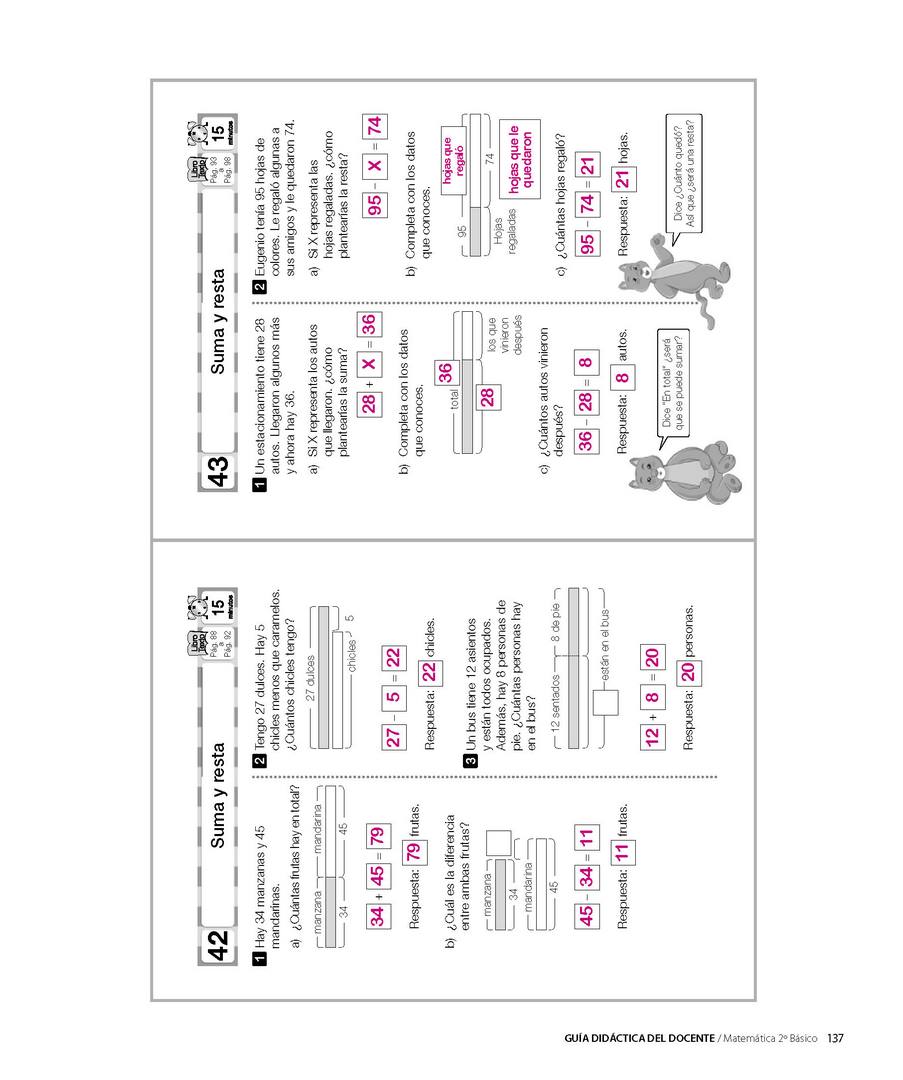 42
Suma y resta
Libro Texto
Pág. 88
a
Pág. 92
15
minutos
1 Hay 34 manzanas y 45
mandarinas.
a) ¿Cuántas frutas hay en total?
manzana mandarina
34 45
34 + 45 = 79
Respuesta: 79 frutas.
b) ¿Cuál es la diferencia
entre ambas frutas?
manzana
34
mandarina
45
45 − 34 = 11
Respuesta: 11 frutas.
2 Tengo 27 dulces. Hay 5
chicles menos que caramelos.
¿Cuántos chicles tengo?
27 dulces
chicles 5
27 − 5 = 22
Respuesta: 22 chicles.
3 Un bus tiene 12 asientos
y están todos ocupados.
Además, hay 8 personas de
pie. ¿Cuántas personas hay
en el bus?
12 sentados 8 de pie
están en el bus
12 + 8 = 20
Respuesta: 20 personas.
43
Suma y resta
Libro Texto
Pág. 93
a
Pág. 98
15
minutos
1 Un estacionamiento tiene 28
autos. Llegaron algunos más
y ahora hay 36.
a) Si X representa los autos
que llegaron. ¿cómo
plantearías la suma?
28 + X = 36
b) Completa con los datos
que conoces.
total 36
28
los que
vinieron
después
c) ¿Cuántos autos vinieron
después?
36 − 28 = 8
Respuesta: 8 autos.
Dice "En total" ¿será
que se puede sumar?
2 Eugenio tenía 95 hojas de
colores. Le regaló algunas a
sus amigos y le quedaron 74.
a) Si X representa las
hojas regaladas. ¿cómo
plantearías la resta?
95 − X = 74
b) Completa con los datos
que conoces.
95
hojas que
regaló
Hojas
regaladas
74
hojas que le
quedaron
c) ¿Cuántas hojas regaló?
95 − 74 = 21
Respuesta: 21 hojas.
Dice ¿Cuánto quedó?
Así que ¿será una resta?
GUÍA DIDÁCTICA DEL DOCENTE / Matemática 2º Básico 137